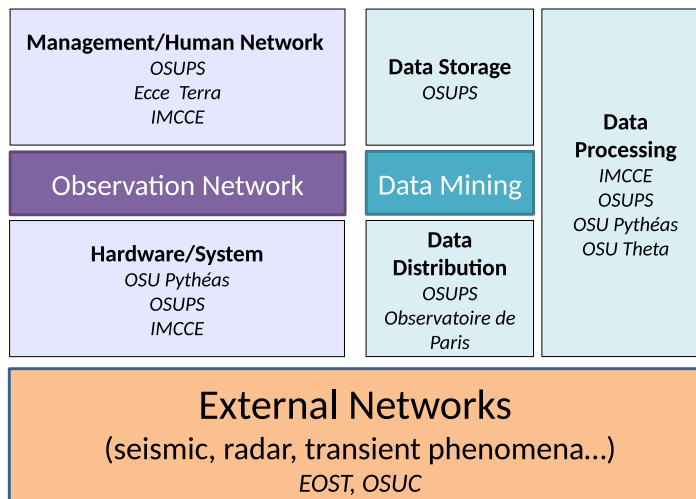 Management/Human Network
OSUPS
Ecce Terra
IMCCE
Observation Network
Hardware/System
OSU Pythéas
OSUPS
IMCCE
Data Storage
OSUPS
Data Mining
Data
Distribution
OSUPS
Observatoire de
Paris
Data
Processing
IMCCE
OSUPS
OSU Pythéas
OSU Theta
External Networks
(seismic, radar, transient phenomena...)
EOST, OSUC